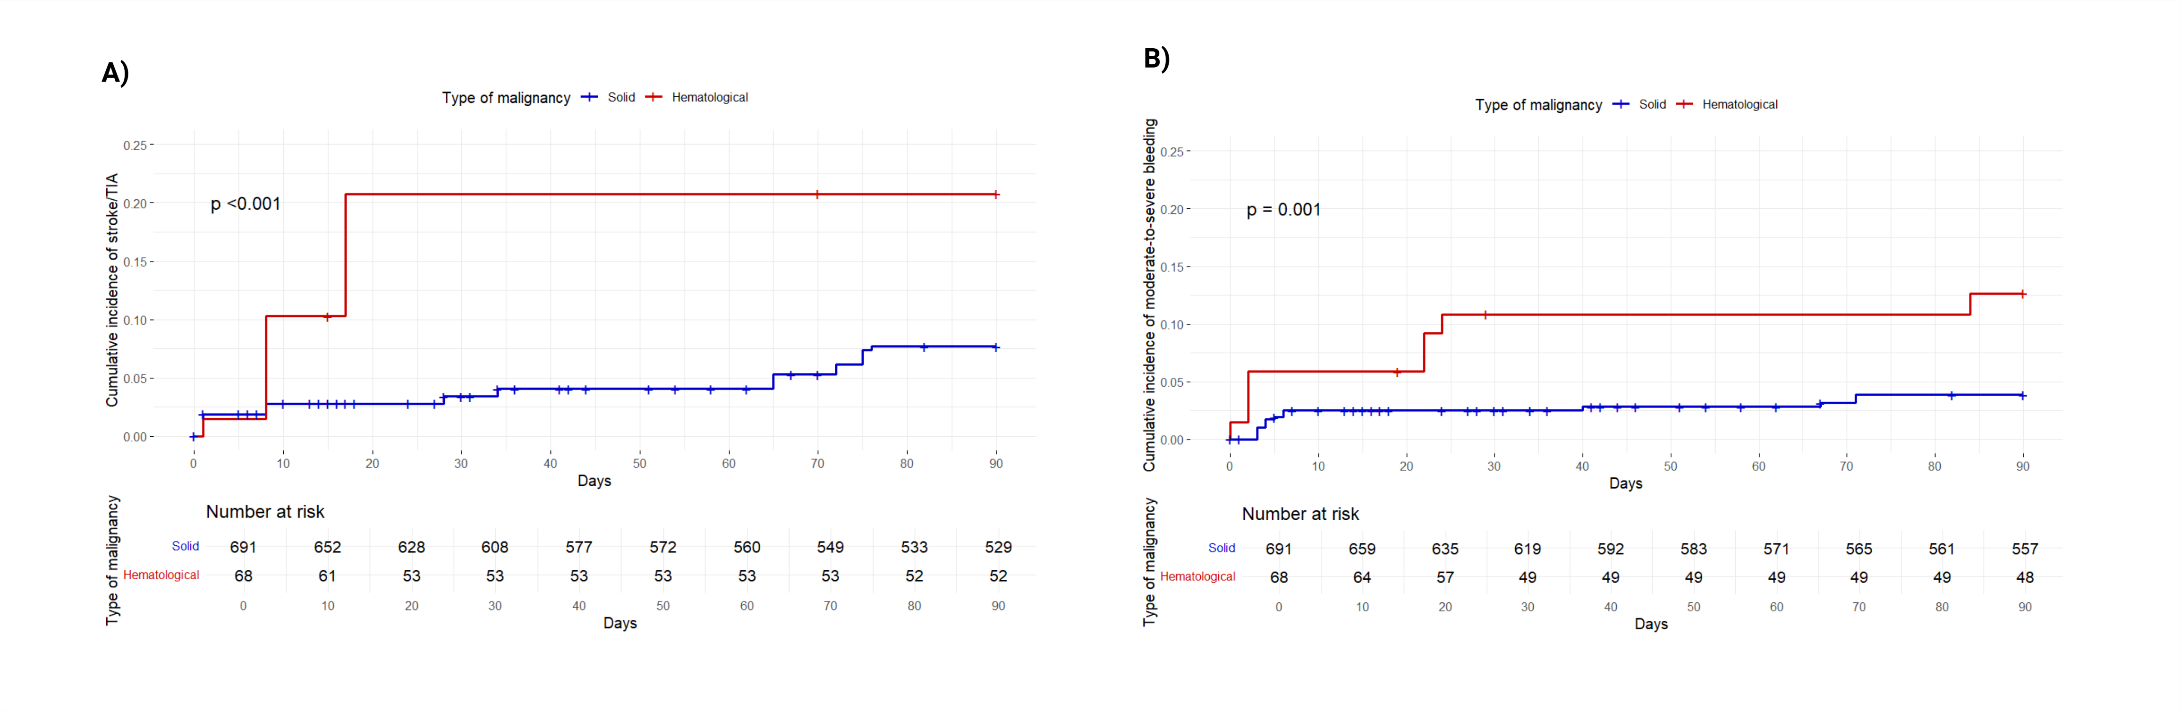 A)
Type of malignancy Solid Hematological
Cumulative incidence of stroke/TIA
0.25
0.20
0.15
0.10
0.05
0.00
p <0.001
0 10 20 30 40 50 60 70 80 90
Days
Number at risk
Type of malignancy
Solid 691 652 628 608 577 572 560 549 533 529
Hematological 68 61 53 53 53 53 53 53 52 52
0 10 20 30 40 50 60 70 80 90
Days
B)
Type of malignancy Solid Hematological
Cumulative incidence of moderate-to-severe bleeding
0.25
0.20
0.15
0.10
0.05
0.00
p = 0.001
0 10 20 30 40 50 60 70 80 90
Days
Number at risk
Type of malignancy
Solid 691 659 635 619 592 583 571 565 561 557
Hematological 68 64 57 49 49 49 49 49 49 48
0 10 20 30 40 50 60 70 80 90
Days